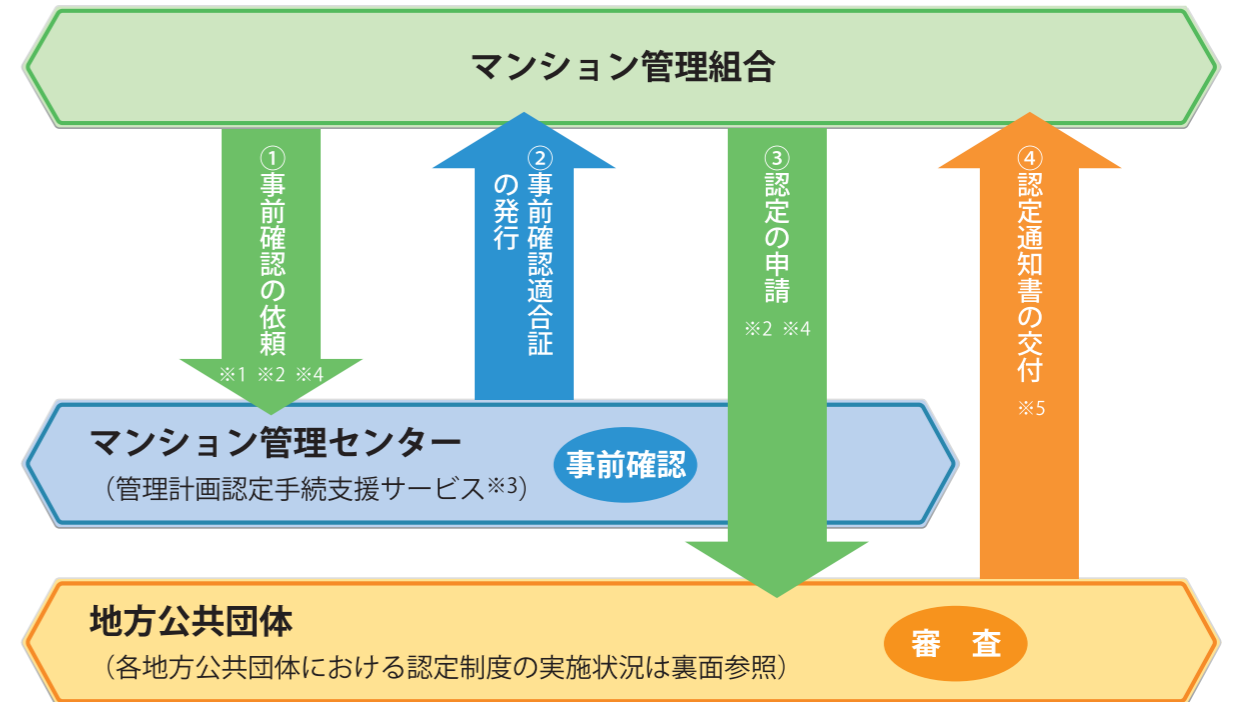 マンション管理組合
①事前確認の依頼
※1 ※2 ※4
②事前確認適合証
の発行
③認定の申請
※2 ※4
④認定通知書の交付
※5
マンション管理センター
（管理計画認定手続支援サービス※3）
事前確認
地方公共団体
（各地方公共団体における認定制度の実施状況は裏面参照）
審　査